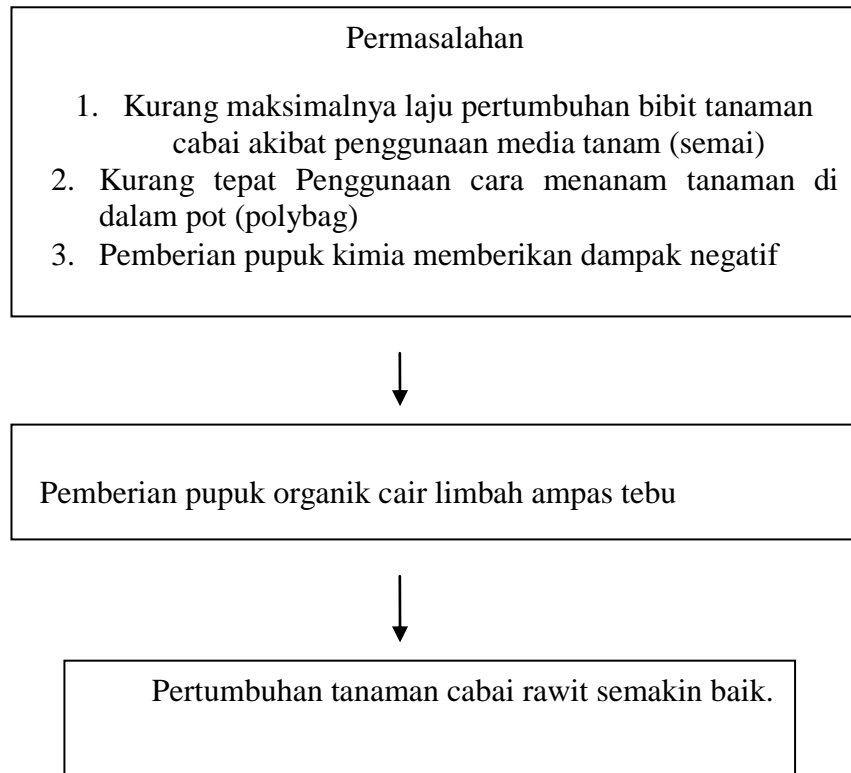 Permasalahan
1. Kurang maksimalnya laju pertumbuhan bibit tanaman
cabai akibat penggunaan media tanam (semai)
2. Kurang tepat Penggunaan cara menanam tanaman di
dalam pot (polybag)
3. Pemberian pupuk kimia memberikan dampak negatif
Pemberian pupuk organik cair limbah ampas tebu
Pertumbuhan tanaman cabai rawit semakin baik.